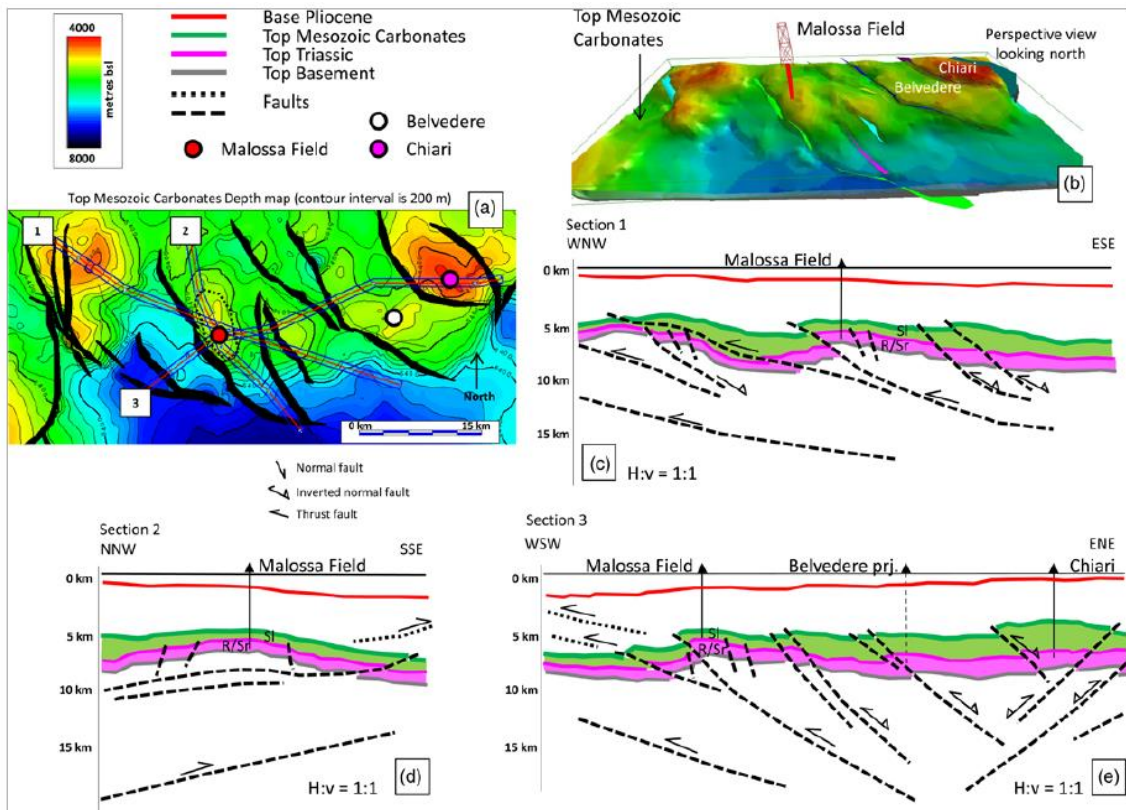 4000
metres bsl
8000
Base Pliocene
Top Mesozoic Carbonates
Top Triassic
Top Basement
Faults
Malossa Field
Belvedere
Chiari
Top Mesozoic
Carbonates
Malossa Field
Perspective view
looking north
Chiari
Belvedere
(b)
Top Mesozoic Carbonates Depth map (contour interval is 200 m)
(a)
1
2
3
North
0 km
15 km
Normal fault
Inverted normal fault
Thrust fault
Section 1
WNW
ESE
Malossa Field
0 km
5 km
10 km
15 km
SI
R/Sr
(c)
H:v = 1:1
Section 2
NNW
SSE
Malossa Field
0 km
5 km
10 km
15 km
SI
R/Sr
(d)
H:v = 1:1
Section 3
WSW
ENE
Malossa Field
Belvedere prj.
Chiari
0 km
5 km
10 km
15 km
SI
R/Sr
H:v = 1:1
(e)